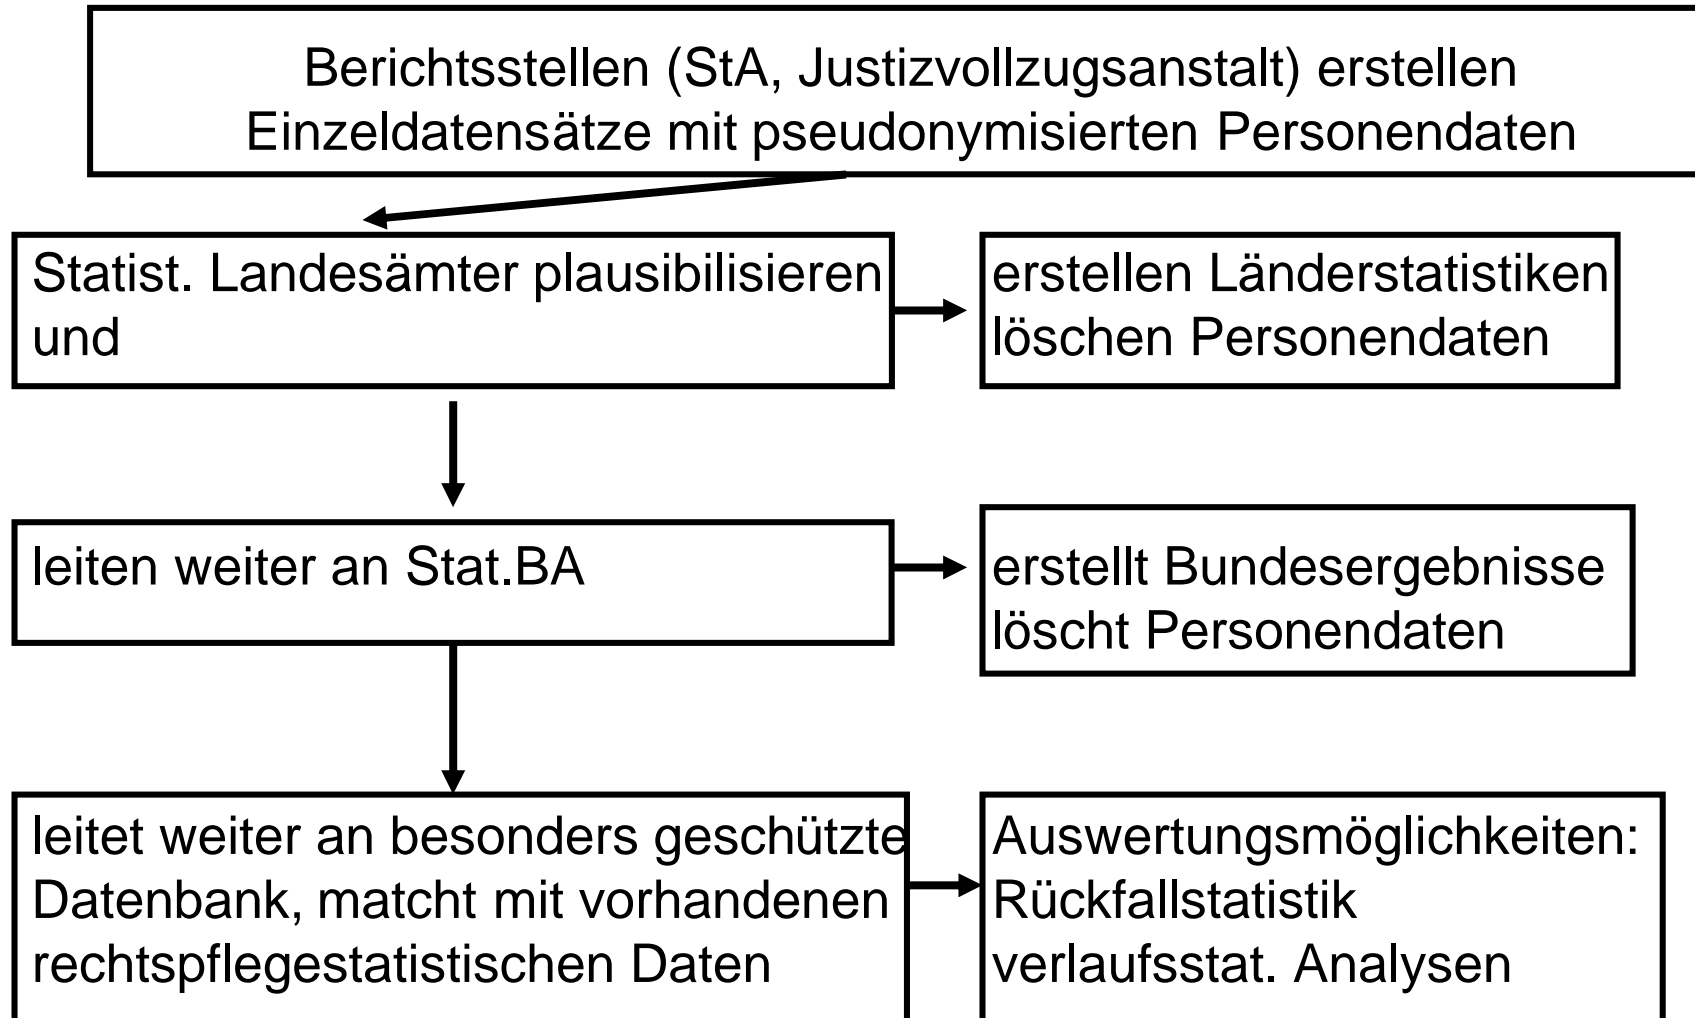 Berichtsstellen (StA, Justizvollzugsanstalt) erstellen
Einzeldatensätze mit pseudonymisierten Personendaten
Statist. Landesämter plausibilisieren
und
erstellen Länderstatistiken
löschen Personendaten
leiten weiter an Stat.BA
erstellt Bundesergebnisse
löscht Personendaten
leitet weiter an besonders geschützte
Datenbank, matcht mit vorhandenen
rechtspflegestatistischen Daten
Auswertungsmöglichkeiten:
Rückfallstatistik
verlaufsstat. Analysen